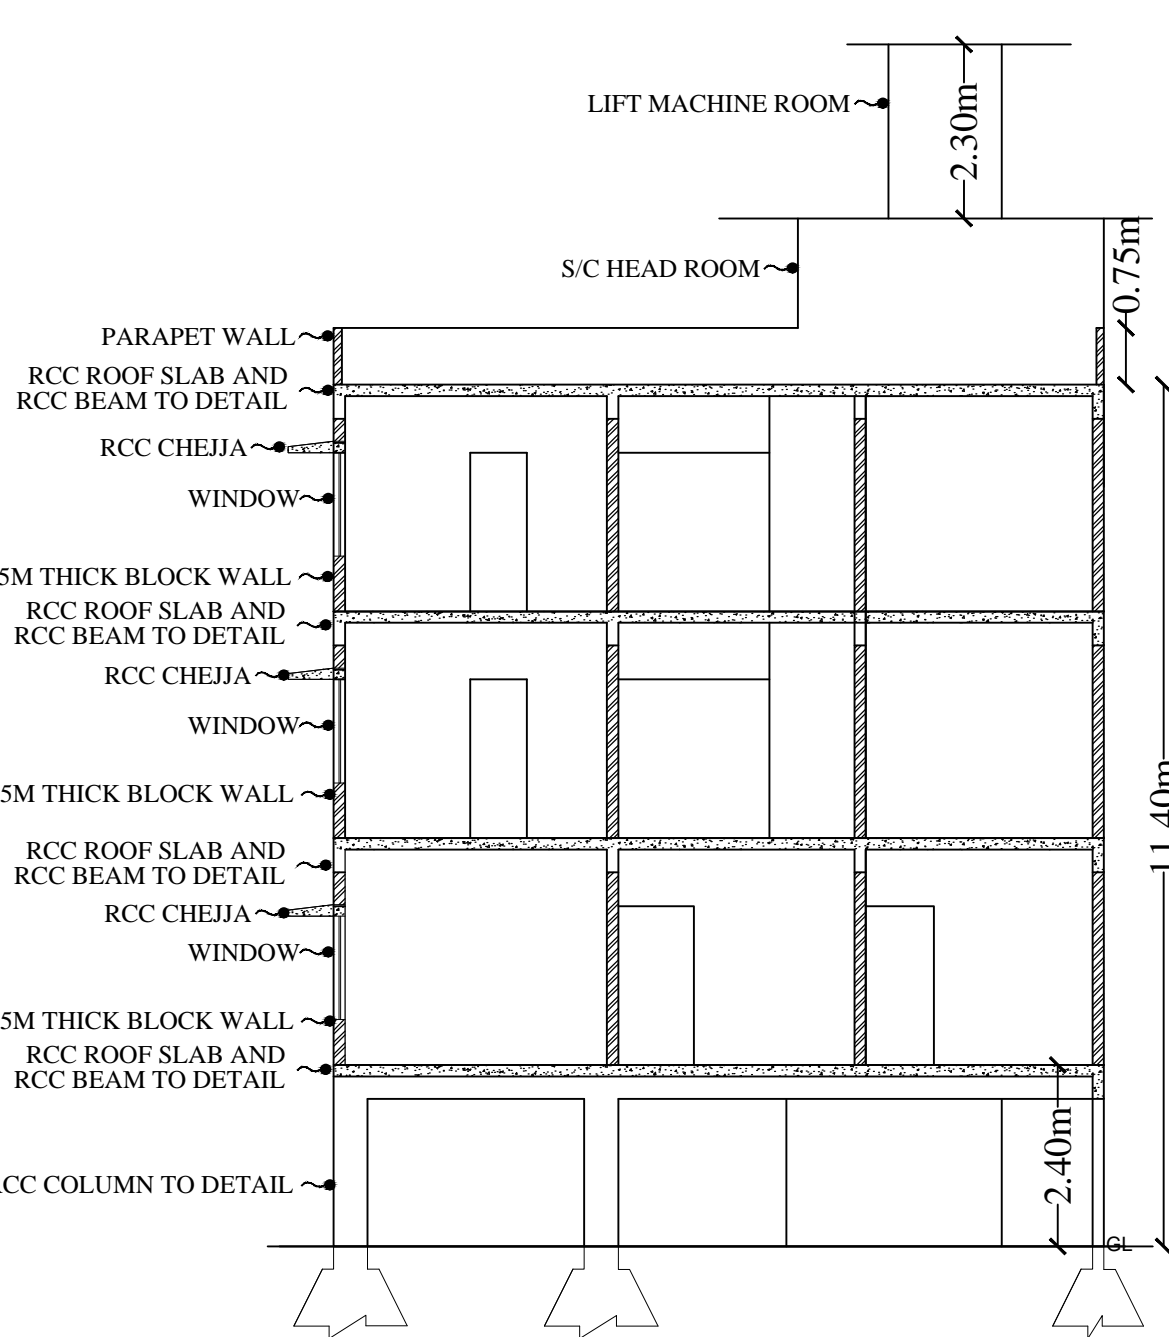 LIFT MACHINE ROOM
2.30m
S/C HEAD ROOM
0.75m
PARAPET WALL
RCC ROOF SLAB AND
RCC BEAM TO DETAIL
RCC CHEJJA
WINDOW
5M THICK BLOCK WALL
RCC ROOF SLAB AND
RCC BEAM TO DETAIL
RCC CHEJJA
WINDOW
5M THICK BLOCK WALL
11.40m
RCC ROOF SLAB AND
RCC BEAM TO DETAIL
RCC CHEJJA
WINDOW
5M THICK BLOCK WALL
RCC ROOF SLAB AND
RCC BEAM TO DETAIL
2.40m
RCC COLUMN TO DETAIL
GL